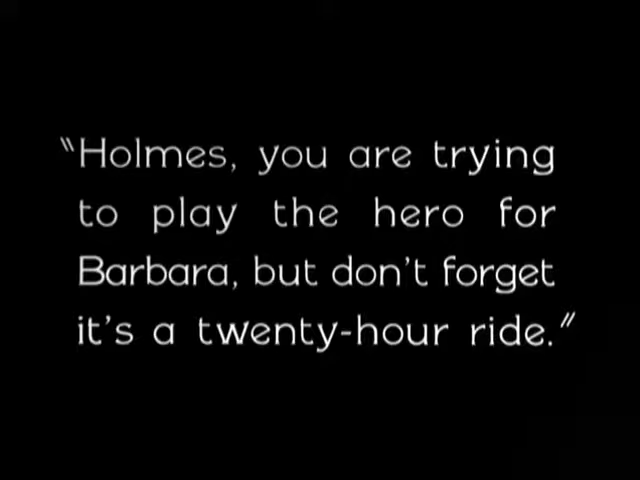 "Holmes, you are trying
to play the hero for
Barbara, but don't forget
it's a twenty-hour ride."